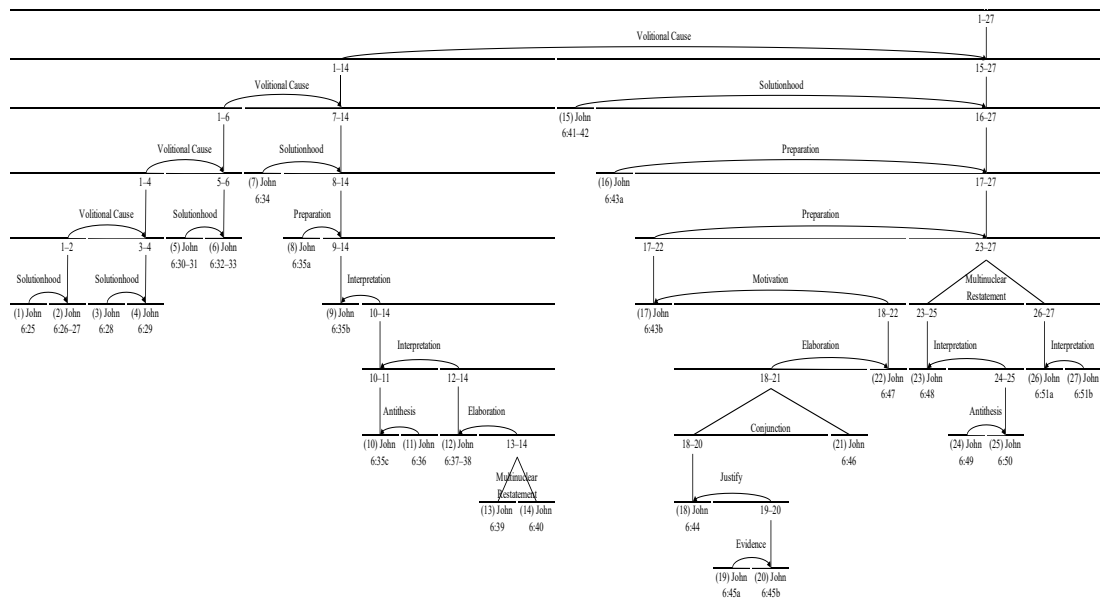 1–27
Volitional Cause
1–14
15–27
Volitional Cause
Solutionhood
1–6
7–14
(15) John
6:41–42
16–27
Volitional Cause
Solutionhood
Preparation
1–4
5–6
(7) John
6:34
8–14
(16) John
6:43a
17–27
Volitional Cause
Solutionhood
Preparation
Preparation
1–2
3–4
(5) John
6:30–31
(6) John
6:32–33
(8) John
6:35a
9–14
17–22
23–27
Solutionhood
Solutionhood
Interpretation
Motivation
Multinuclear
Restatement
(1) John
6:25
(2) John
6:26–27
(3) John
6:28
(4) John
6:29
(9) John
6:35b
10–14
(17) John
6:43b
18–22
23–25
26–27
Interpretation
Elaboration
Interpretation
Interpretation
10–11
12–14
18–21
(22) John
6:47
(23) John
6:48
24–25
(26) John
6:51a
(27) John
6:51b
Antithesis
Elaboration
Conjunction
Antithesis
(10) John
6:35c
(11) John
6:36
(12) John
6:37–38
13–14
18–20
(21) John
6:46
(24) John
6:49
(25) John
6:50
Multinuclear
Restatement
Justify
(13) John
6:39
(14) John
6:40
(18) John
6:44
19–20
Evidence
(19) John
6:45a
(20) John
6:45b